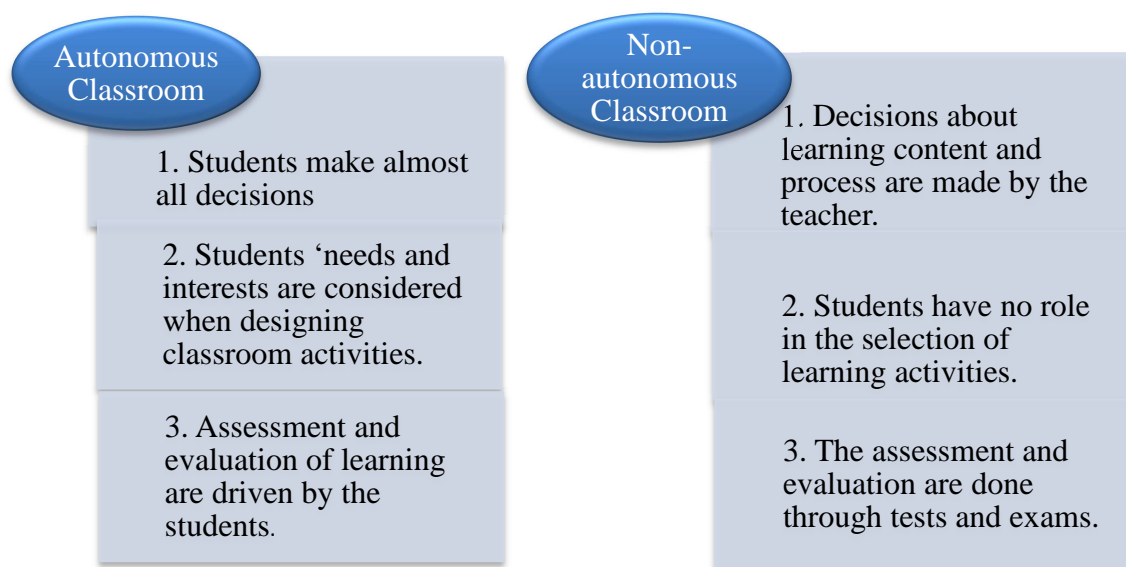 Autonomous
Classroom
1. Students make almost
all decisions
2. Students ‘needs and
interests are considered
when designing
classroom activities.
3. Assessment and
evaluation of learning
are driven by the
students.
Non-
autonomous
Classroom
1. Decisions about
learning content and
process are made by the
teacher.
2. Students have no role
in the selection of
learning activities.
3. The assessment and
evaluation are done
through tests and exams.